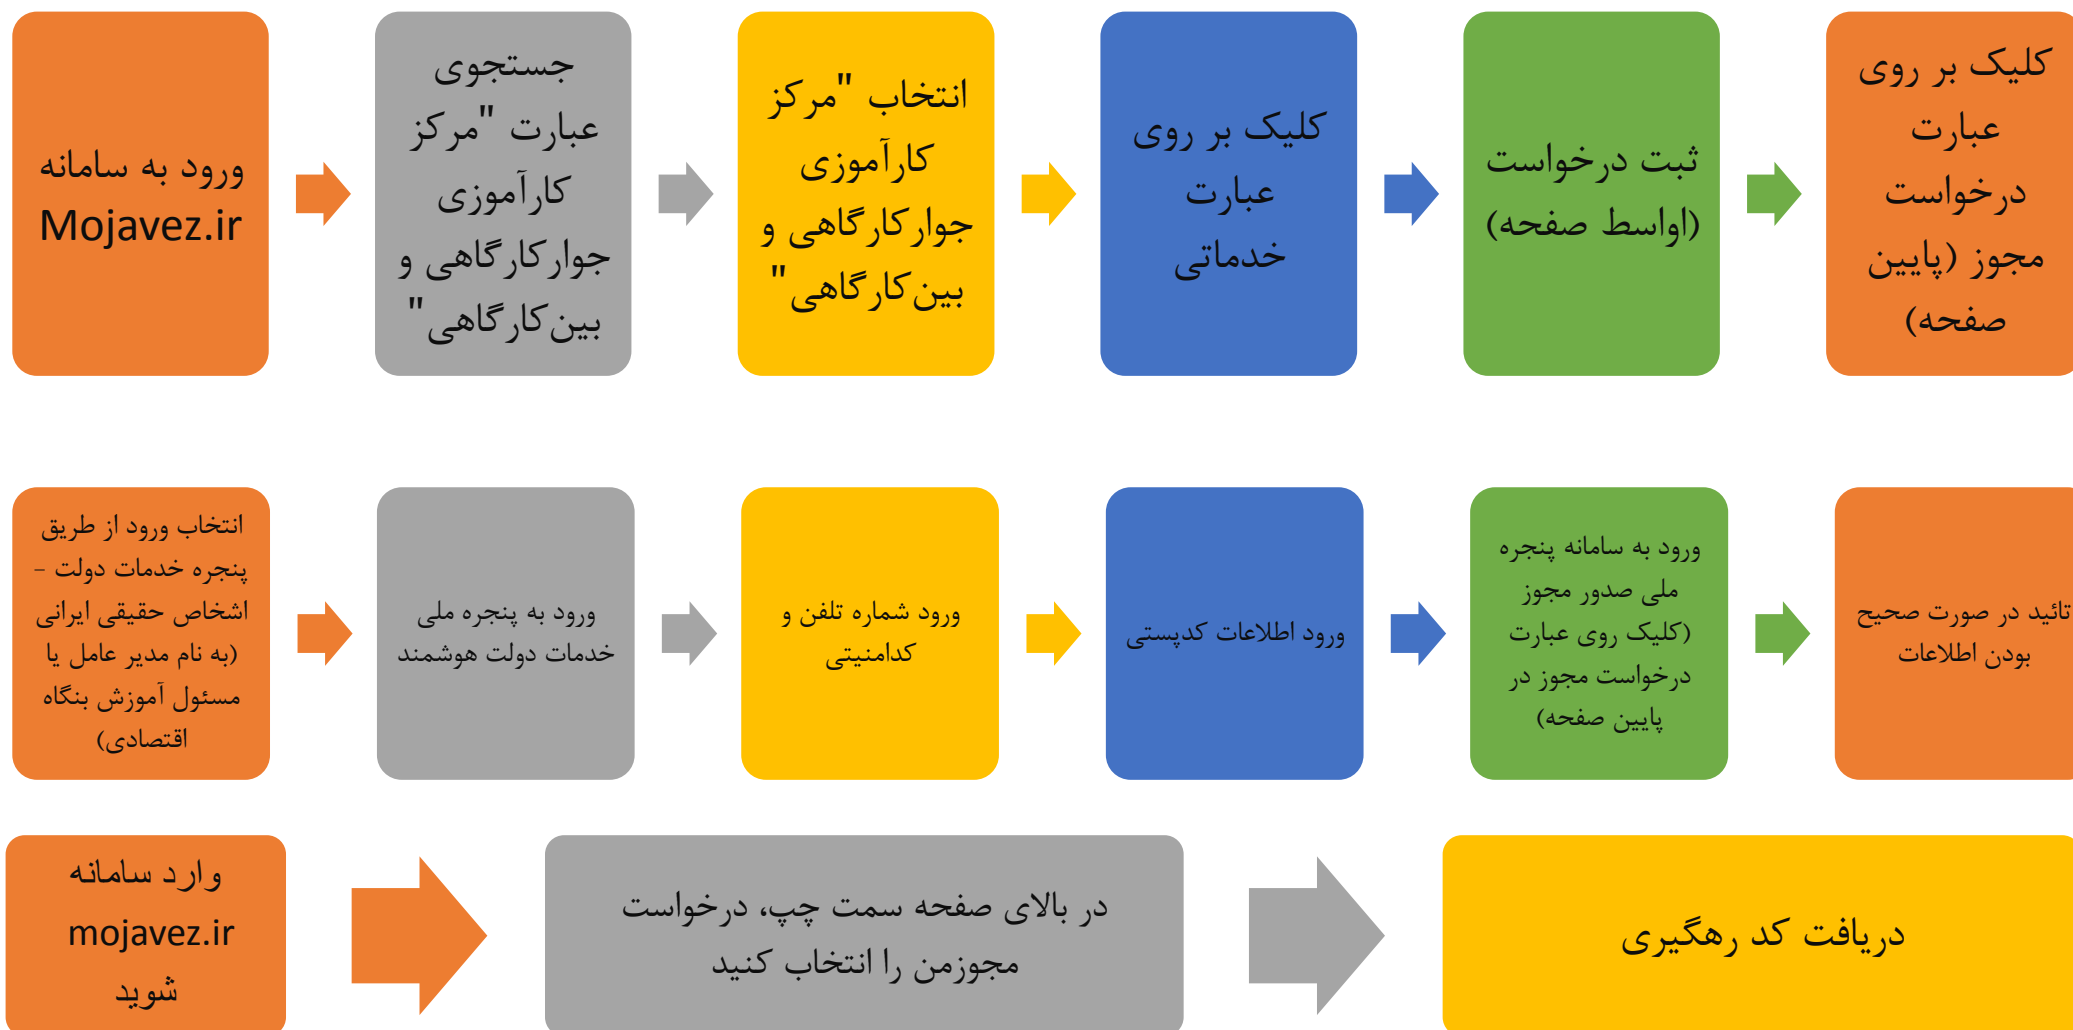 ورود به سامانه
Mojavez.ir
جستجوی
عبارت "مرکز
کارآموزی
جوارکارگاهی و
بین‌کارگاهی"
انتخاب "مرکز
کارآموزی
جوارکارگاهی و
بین‌کارگاهی"
کلیک بر روی
عبارت
خدماتی
ثبت درخواست
(اواسط صفحه)
کلیک بر روی
عبارت
درخواست
مجوز (پایین
صفحه)
انتخاب ورود از طریق
پنجره خدمات دولت –
اشخاص حقیقی ایرانی
(به نام مدیر عامل یا
مسئول آموزش بنگاه
اقتصادی)
ورود به پنجره ملی
خدمات دولت هوشمند
ورود شماره تلفن و
کدامنیتی
ورود اطلاعات کدپستی
ورود به سامانه پنجره
ملی صدور مجوز
(کلیک روی عبارت
درخواست مجوز در
پایین صفحه)
تائید در صورت صحیح
بودن اطلاعات
وارد سامانه
mojavez.ir
شوید
در بالای صفحه سمت چپ، درخواست
مجوزمن را انتخاب کنید
دریافت کد رهگیری